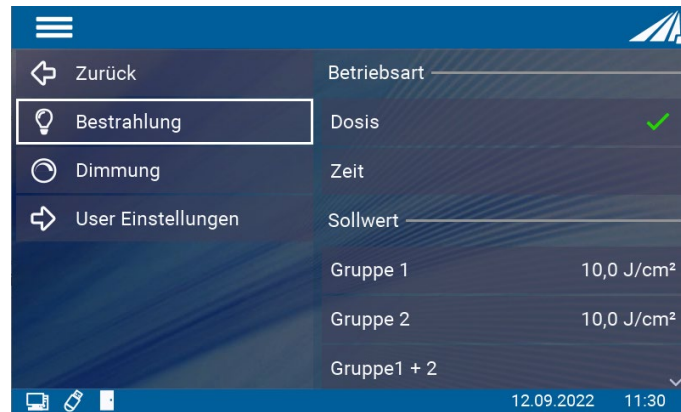 Zurück
Bestrahlung
Dimmung
User Einstellungen
Betriebsart
Dosis
Zeit
Sollwert
Gruppe 1 10,0 J/cm²
Gruppe 2 10,0 J/cm²
Gruppe1 + 2
12.09.2022 11:30